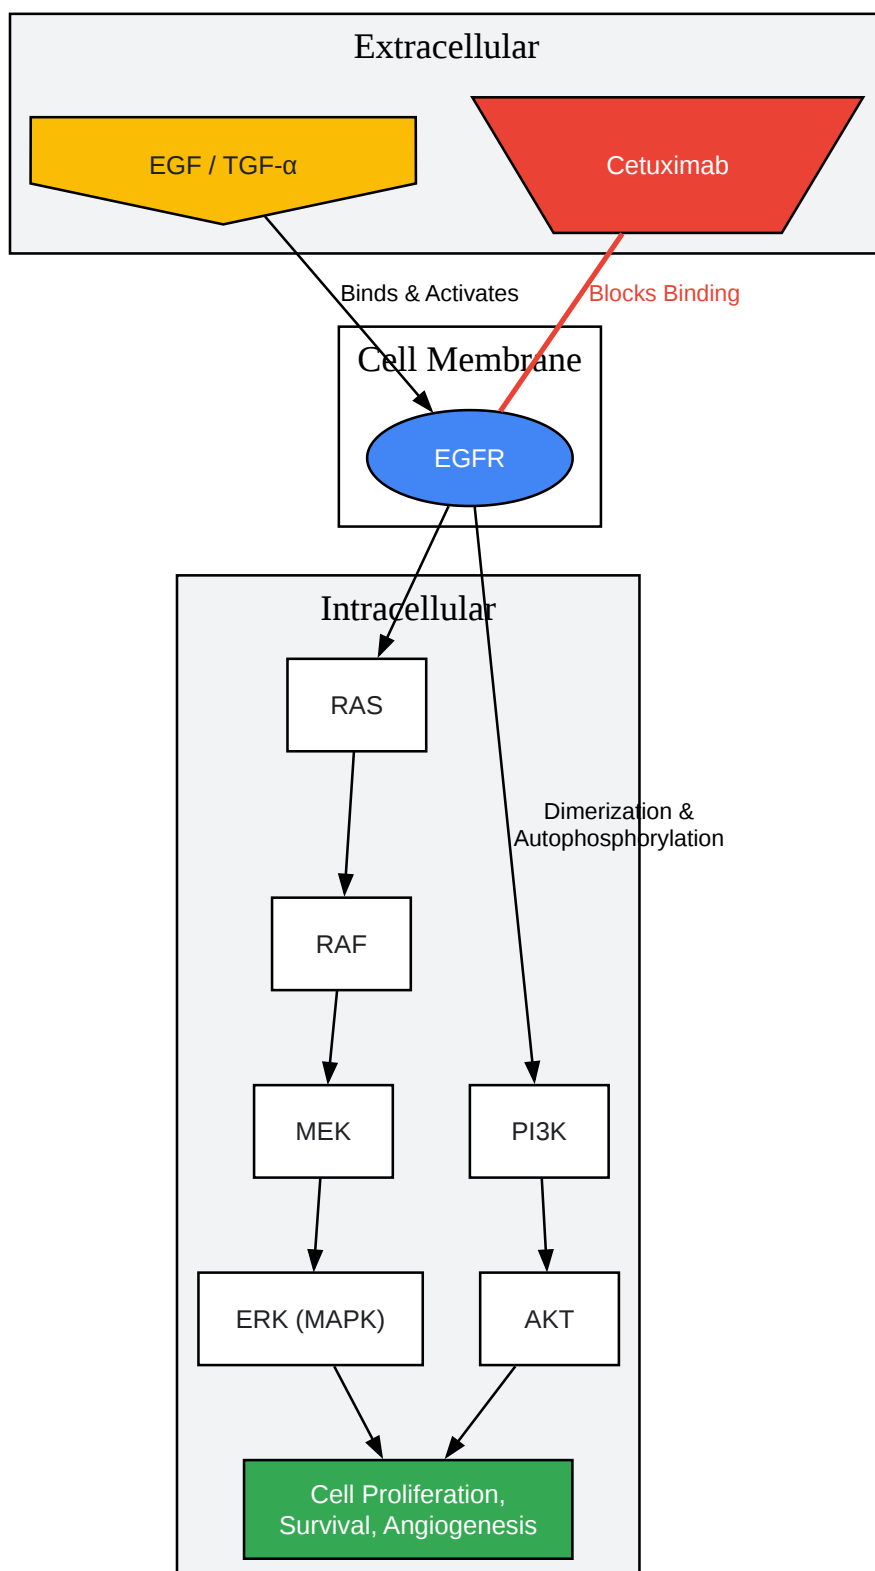 Extracellular
EGF / TGF-α
Cetuximab
Binds & Activates
Blocks Binding
Cell Membrane
EGFR
Intracellular
RAS
Dimerization &
Autophosphorylation
RAF
MEK
PI3K
ERK (MAPK)
AKT
Cell Proliferation,
Survival, Angiogenesis